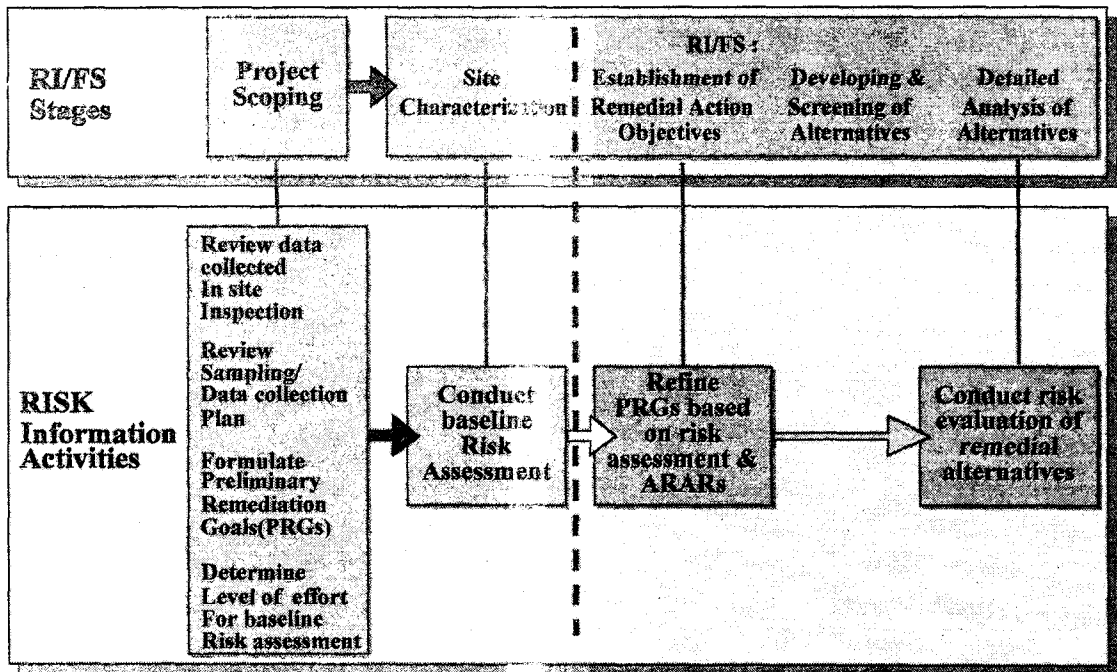 RI/FS
Stages
Project
Scoping
Site
Characterization
RI/FS :
Establishment of
Remedial Action
Objectives
Developing &
Screening of
Alternatives
Detailed
Analysis of
Alternatives
RISK
Information
Activities
Review data
collected
In site
Inspection
Review
Sampling/
Data collection
Plan
Formulate
Preliminary
Remediation
Goals(PRGs)
Determine
Level of effort
For baseline
Risk assessment
Conduct
baseline
Risk
Assessment
Refine
PRGs based
on risk
assessment &
ARARs
Conduct risk
evaluation of
remedial
alternatives